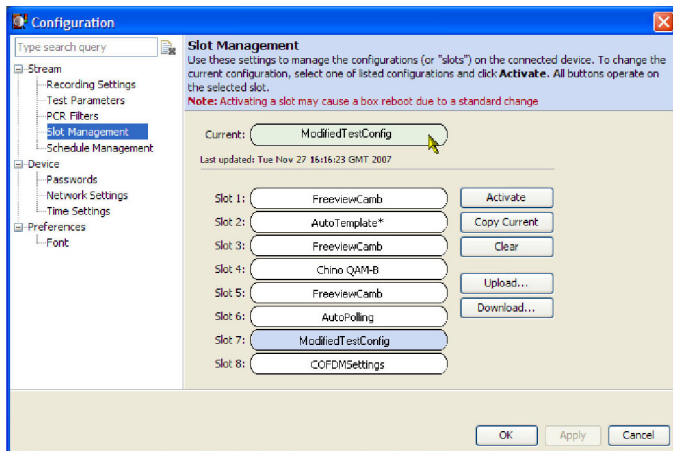 Configuration
Type search query
Stream
Recording Settings
Test Parameters
PCR Filters
Slot Management
Schedule Management
Device
Passwords
Network Settings
Time Settings
Preferences
Font
Slot Management
Use these settings to manage the configurations (or "slots") on the connected device. To change the
current configuration, select one of listed configurations and click Activate. All buttons operate on
the selected slot.
Note: Activating a slot may cause a box reboot due to a standard change
Current: ModifiedTestConfig
Last updated: Tue Nov 27 16:16:23 GMT 2007
Slot 1: FreeviewCamb Activate
Slot 2: AutoTemplate* Copy Current
Slot 3: FreeviewCamb Clear
Slot 4: Chino QAM-B
Upload...
Slot 5: FreeviewCamb
Download...
Slot 6: AutoPolling
Slot 7: ModifiedTestConfig
Slot 8: COFDMSettings
OK Apply Cancel